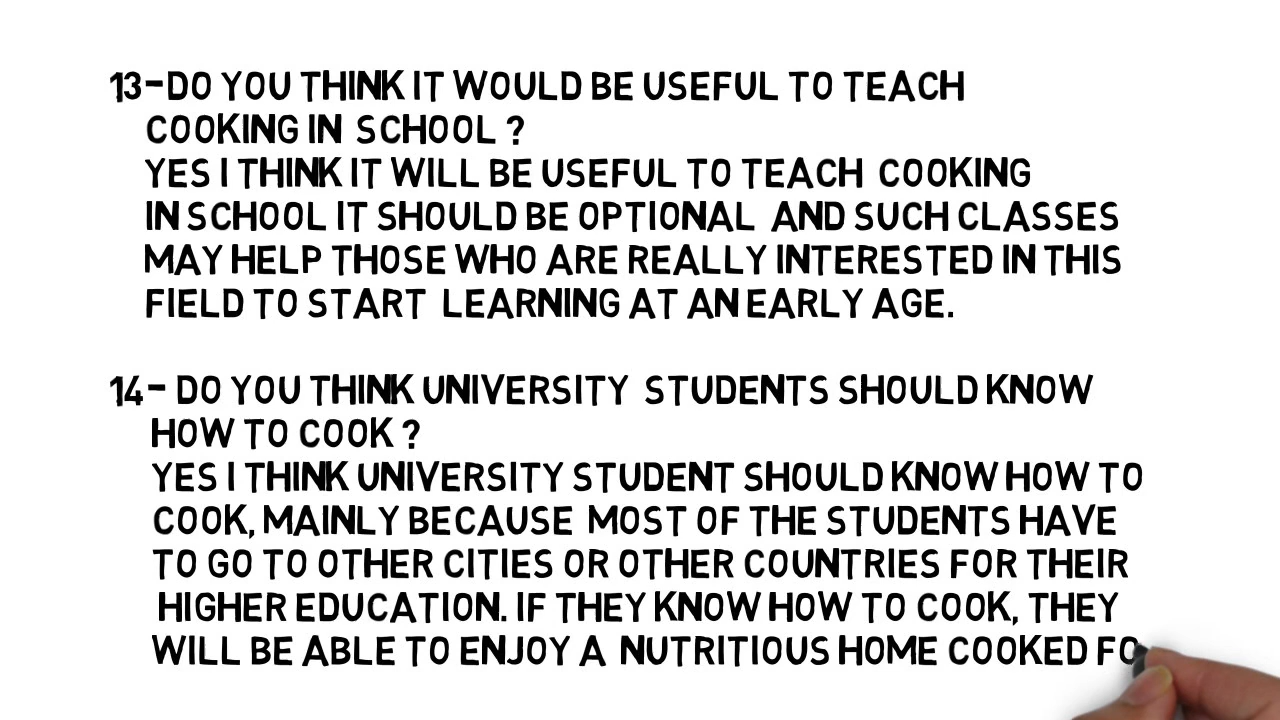 13-DO YOU THINK IT WOULD BE USEFUL TO TEACH
COOKING IN SCHOOL ?
YES I THINK IT WILL BE USEFUL TO TEACH COOKING
IN SCHOOL IT SHOULD BE OPTIONAL AND SUCH CLASSES
MAY HELP THOSE WHO ARE REALLY INTERESTED IN THIS
FIELD TO START LEARNING AT AN EARLY AGE.
14- DO YOU THINK UNIVERSITY STUDENTS SHOULD KNOW
HOW TO COOK ?
YES I THINK UNIVERSITY STUDENT SHOULD KNOW HOW TO
COOK, MAINLY BECAUSE MOST OF THE STUDENTS HAVE
TO GO TO OTHER CITIES OR OTHER COUNTRIES FOR THEIR
HIGHER EDUCATION. IF THEY KNOW HOW TO COOK, THEY
WILL BE ABLE TO ENJOY A NUTRITIOUS HOME COOKED FO